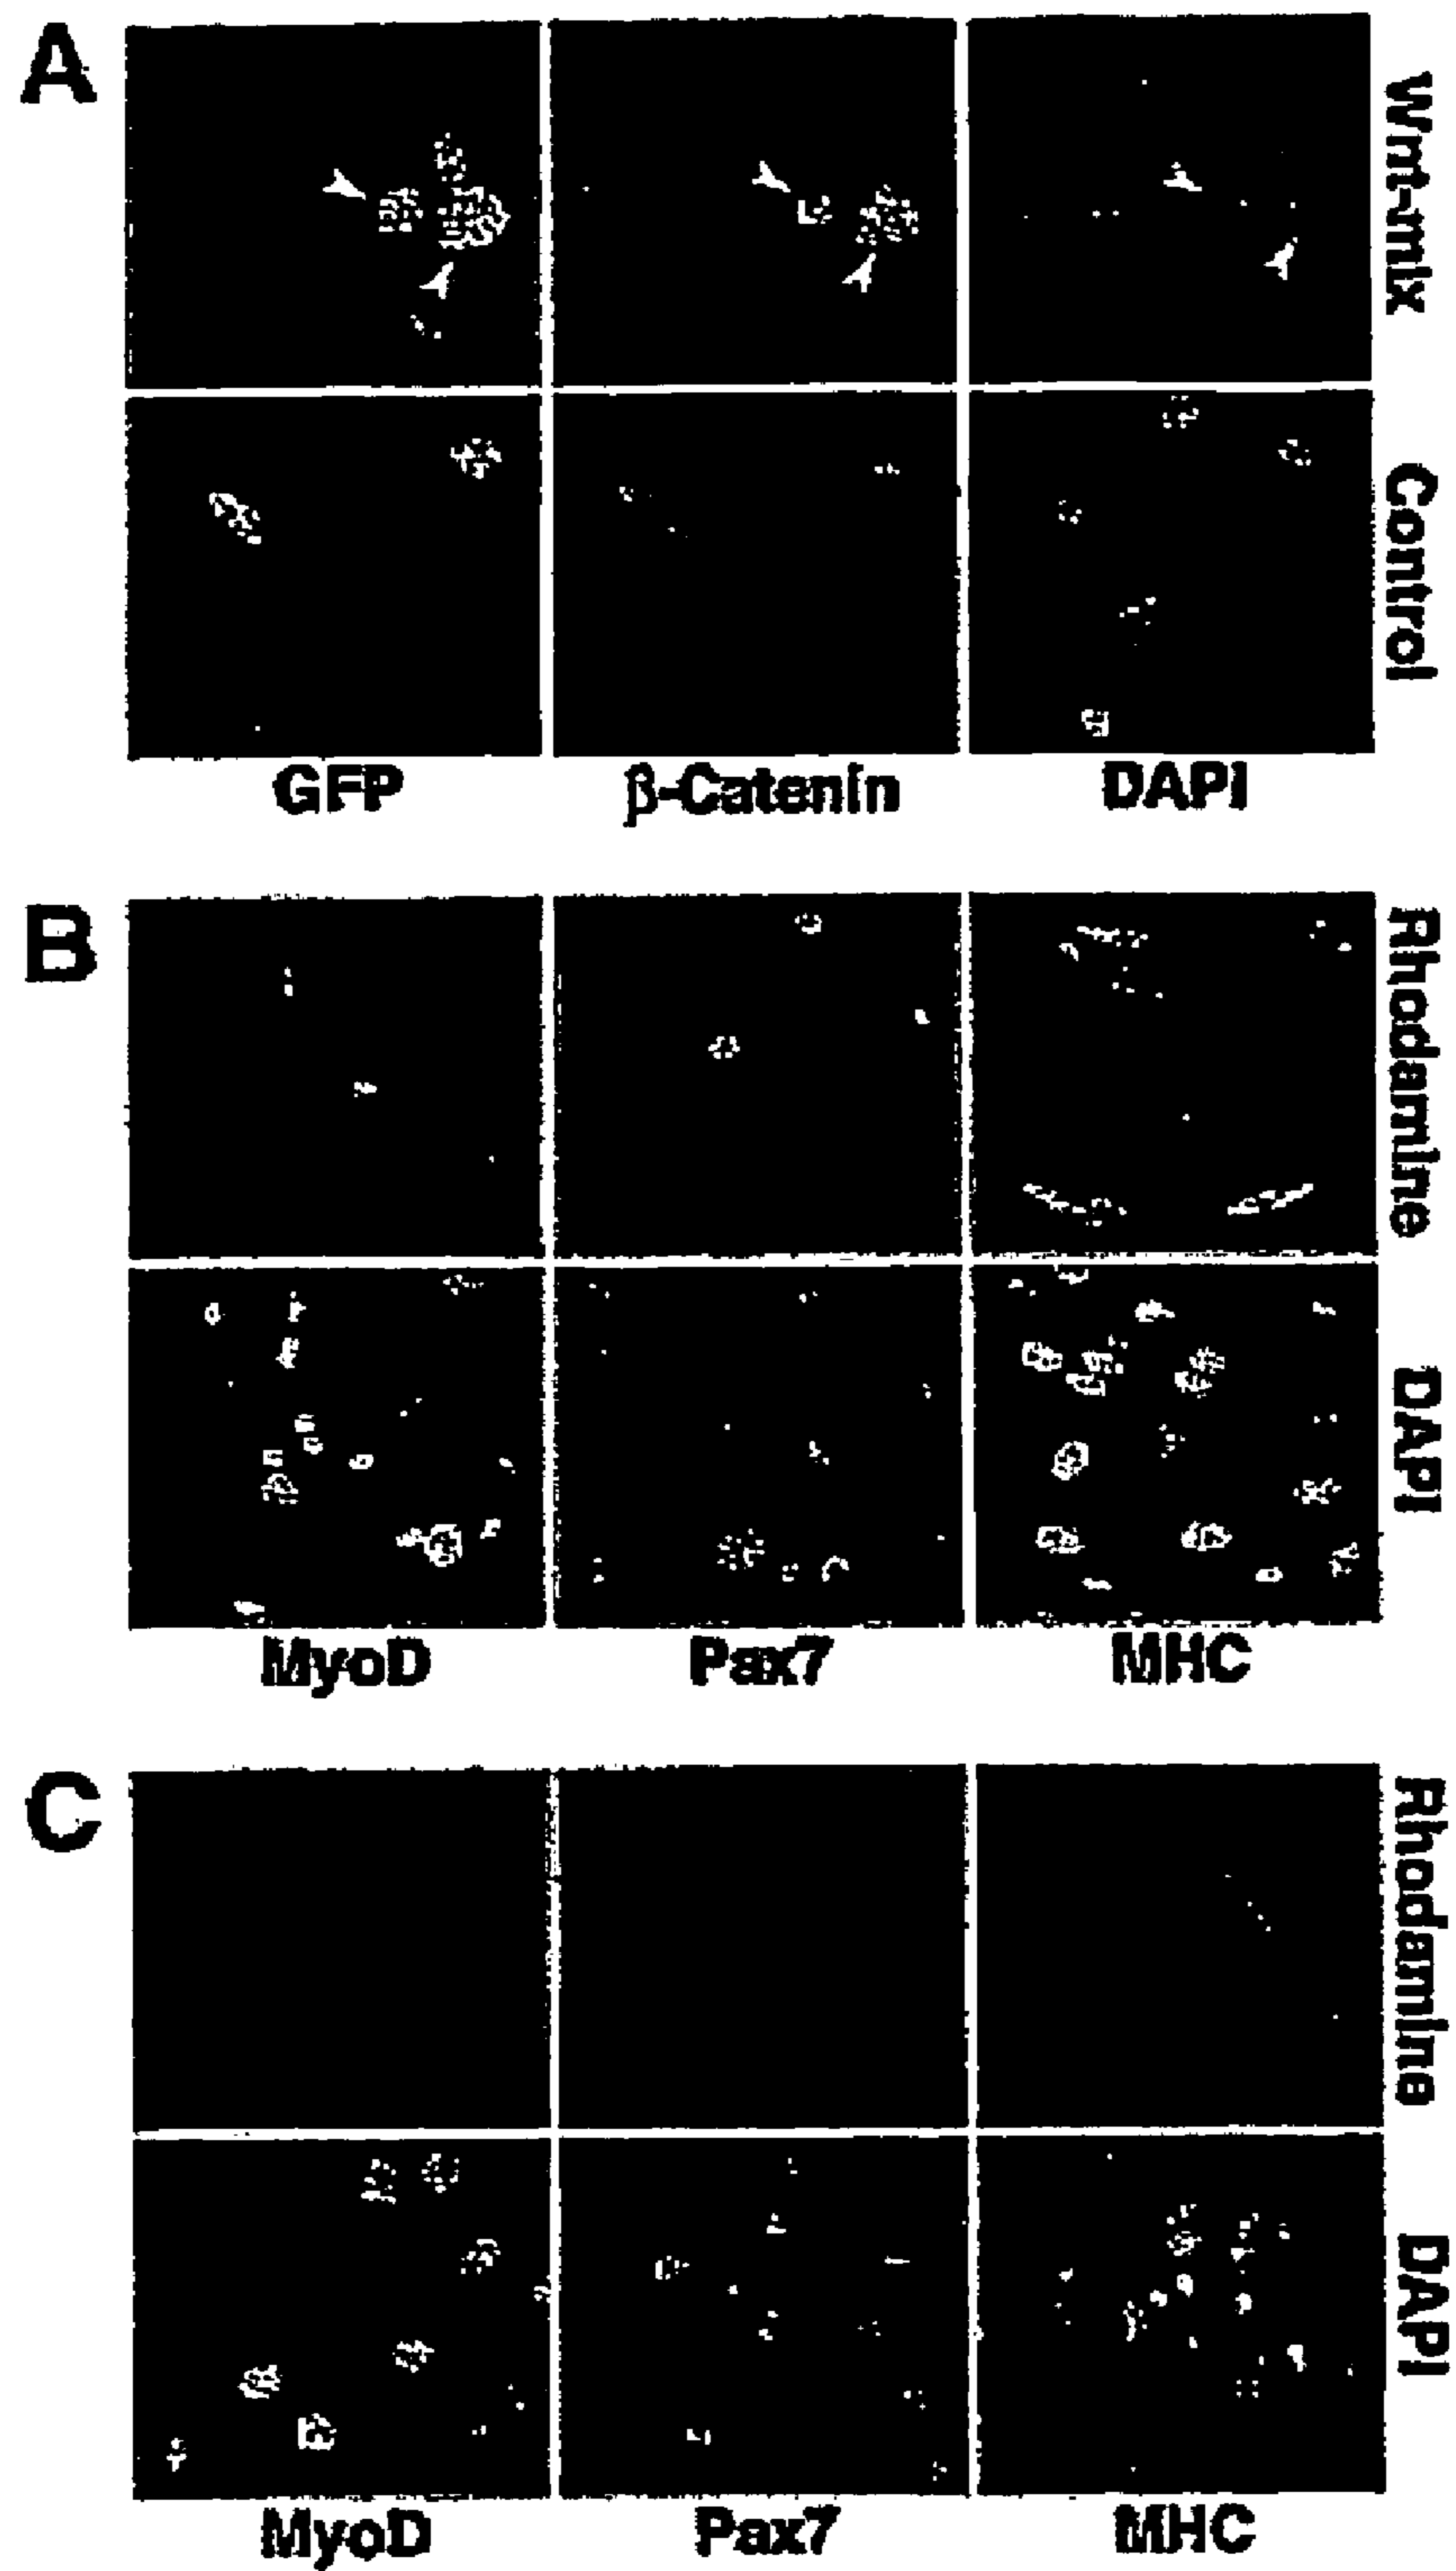 A
Wnt-mix
Control
GFP β-Catenin DAPI
B
Rhodamine
DAPI
MyoD Pax7 MHC
C
Rhodamine
DAPI
MyoD Pax7 MHC